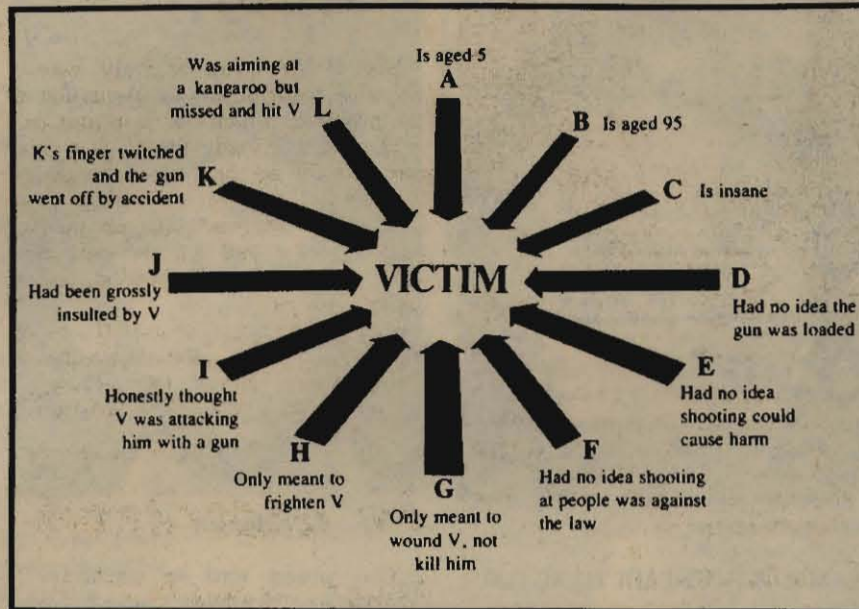 Is aged 5
A
B Is aged 95
C Is insane
D
Had no idea the
gun was loaded
E
Had no idea
shooting could
cause harm
F
Had no idea shooting
at people was against
the law
G
Only meant to
wound V, not
kill him
H
Only meant to
frighten V
I
Honestly thought
V was attacking
him with a gun
J
Had been grossly
insulted by V
K's finger twitched
and the gun
went off by accident
K
Was aiming at
a kangaroo but
missed and hit V
L
VICTIM